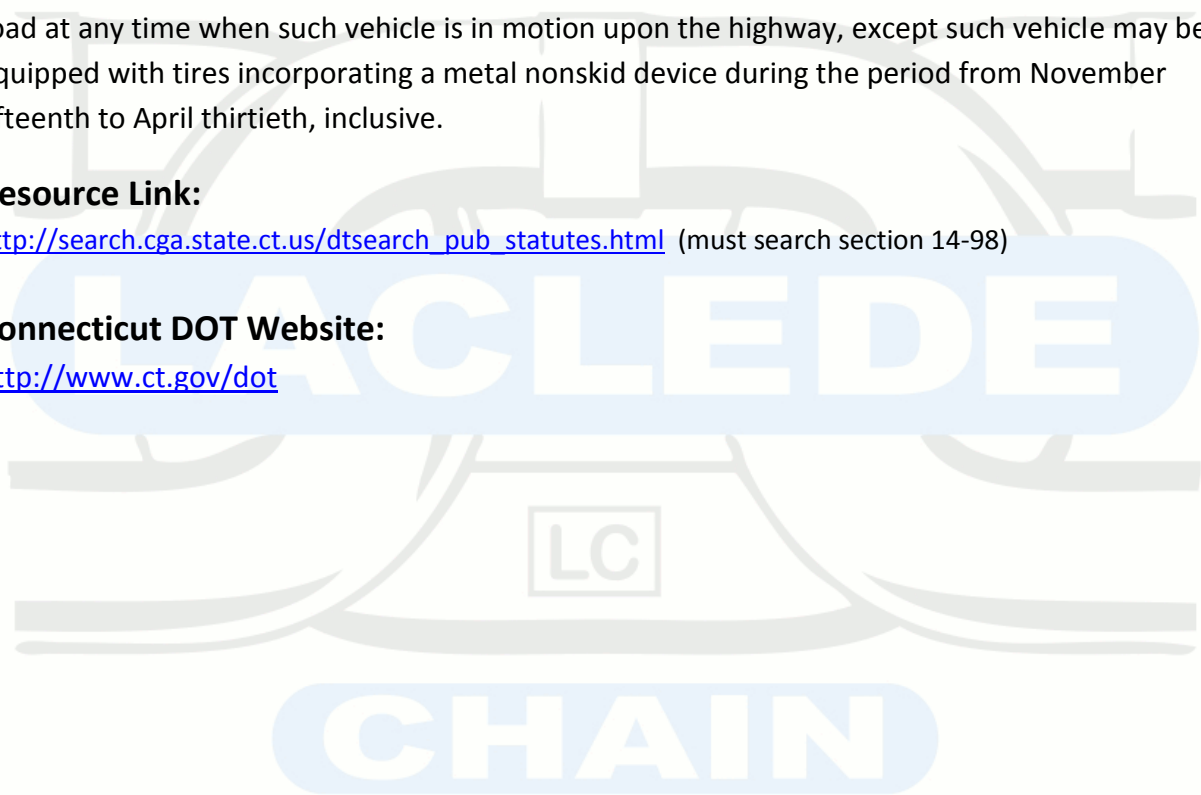 oad at any time when such vehicle is in motion upon the highway, except such vehicle may be
quipped with tires incorporating a metal nonskid device during the period from November
fteenth to April thirtieth, inclusive.
esource Link:
ttp://search.cga.state.ct.us/dtsearch_pub_statutes.html (must search section 14-98)
onnecticut DOT Website:
ttp://www.ct.gov/dot
LACLEDE
LC
CHAIN